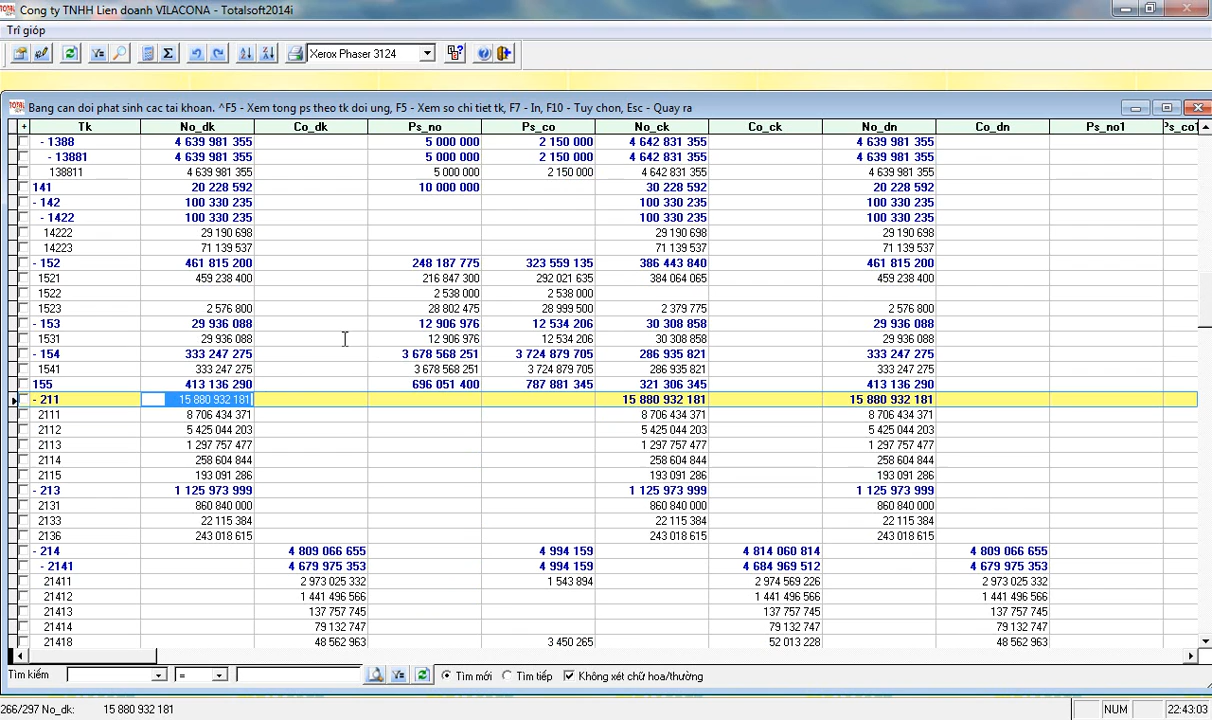 Công ty TNHH Lien doanh VILACONA - Totalsoft2014i
Trî gióp
Xerox Phaser 3124
Bang can doi phat sinh cac tai khoan. ^F5 - Xem tong ps theo tk doi ung, F5 - Xem so chi tiet tk, F7 - In, F10 - Tuy chon, Esc - Quay ra
+ Tk No_dk Co_dk Ps_no Ps_co No_ck Co_ck No_dn Co_dn Ps_no1 Ps_co1
- 1388 4 639 981 355 5 000 000 2 150 000 4 642 831 355 4 639 981 355
- 13881 4 639 981 355 5 000 000 2 150 000 4 642 831 355 4 639 981 355
138811 4 639 981 355 5 000 000 2 150 000 4 642 831 355 4 639 981 355
141 20 228 592 10 000 000 30 228 592 20 228 592
- 142 100 330 235 100 330 235 100 330 235
- 1422 100 330 235 100 330 235 100 330 235
14222 29 190 698 29 190 698 29 190 698
14223 71 139 537 71 139 537 71 139 537
- 152 461 815 200 248 187 775 323 559 135 386 443 840 461 815 200
1521 459 238 400 216 847 300 292 021 635 384 064 065 459 238 400
1522 2 538 000 2 538 000
1523 2 576 800 28 802 475 28 999 500 2 379 775 2 576 800
- 153 29 936 088 12 906 976 12 534 206 30 308 858 29 936 088
1531 29 936 088 12 906 976 12 534 206 30 308 858 29 936 088
- 154 333 247 275 3 678 568 251 3 724 879 705 286 935 821 333 247 275
1541 333 247 275 3 678 568 251 3 724 879 705 286 935 821 333 247 275
155 413 136 290 696 051 400 787 881 345 321 306 345 413 136 290
- 211 15 880 932 181 15 880 932 181 15 880 932 181
2111 8 706 434 371 8 706 434 371 8 706 434 371
2112 5 425 044 203 5 425 044 203 5 425 044 203
2113 1 297 757 477 1 297 757 477 1 297 757 477
2114 258 604 844 258 604 844 258 604 844
2115 193 091 286 193 091 286 193 091 286
- 213 1 125 973 999 1 125 973 999 1 125 973 999
2131 860 840 000 860 840 000 860 840 000
2133 22 115 384 22 115 384 22 115 384
2136 243 018 615 243 018 615 243 018 615
- 214 4 809 066 655 4 994 159 4 814 060 814 4 809 066 655
- 2141 4 679 975 353 4 994 159 4 684 969 512 4 679 975 353
21411 2 973 025 332 1 543 894 2 974 569 226 2 973 025 332
21412 1 441 496 566 1 441 496 566 1 441 496 566
21413 137 757 745 137 757 745 137 757 745
21414 79 132 747 79 132 747 79 132 747
21418 48 562 963 3 450 265 52 013 228 48 562 963
Tìm kiếm = Tìm mới Tìm tiếp Không xét chữ hoa/thường
266/297 No_dk: 15 880 932 181 NUM 22:43:03